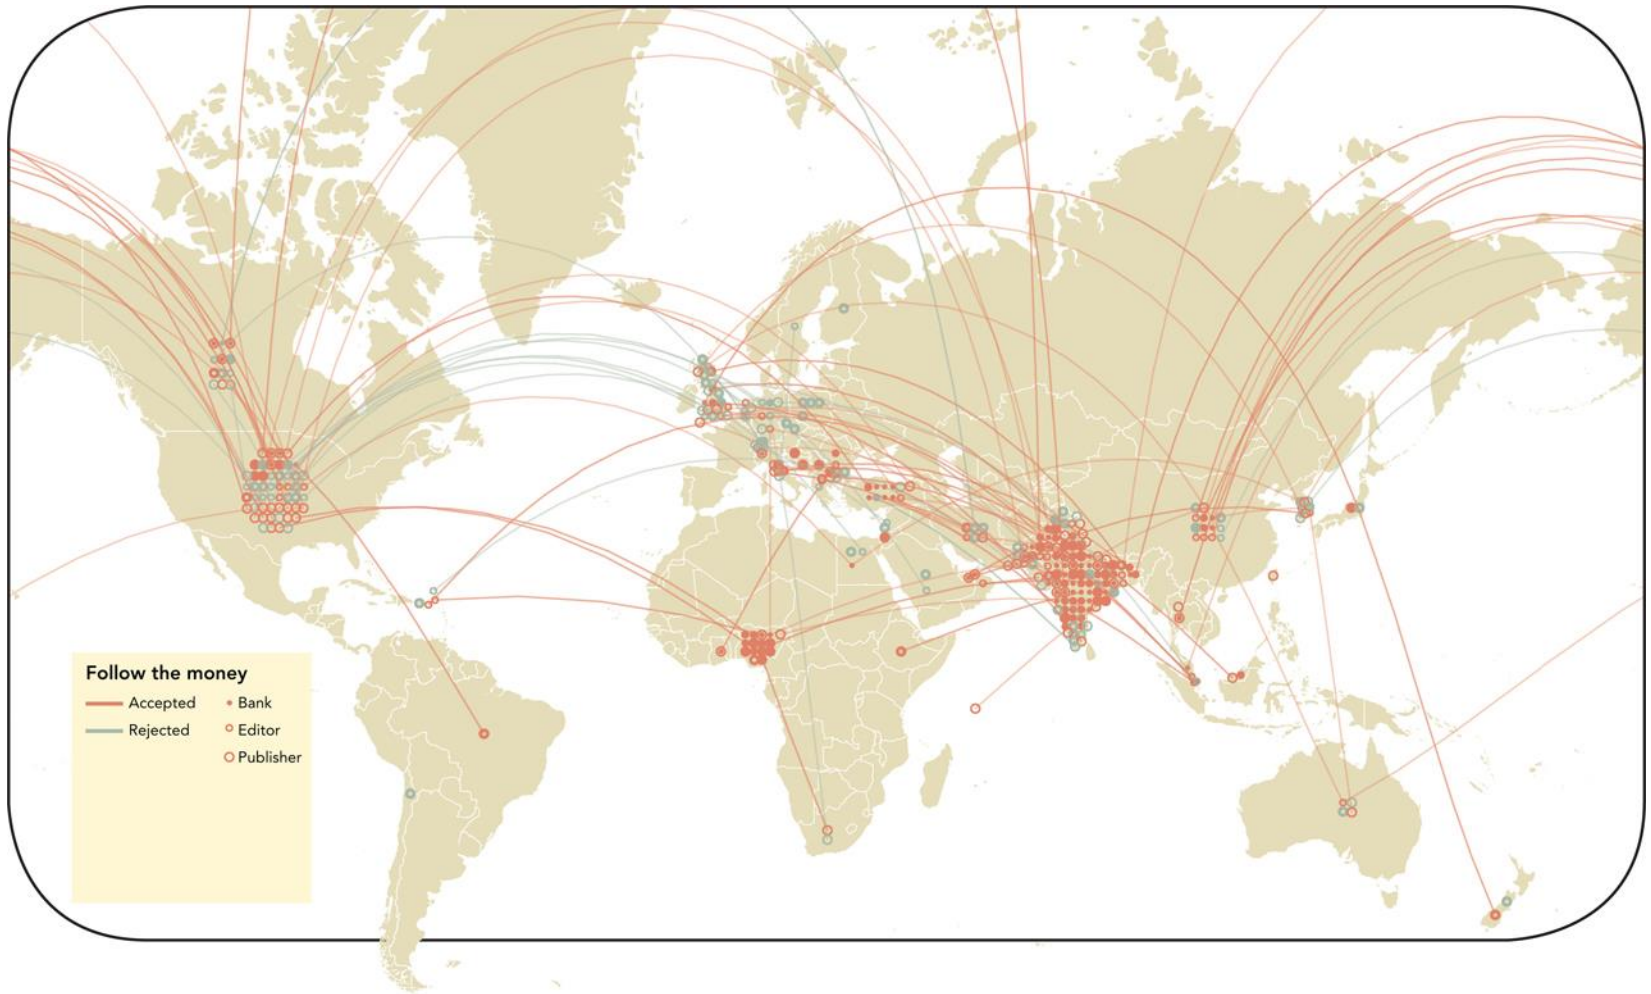 Follow the money
Accepted
Bank
Rejected
Editor
Publisher